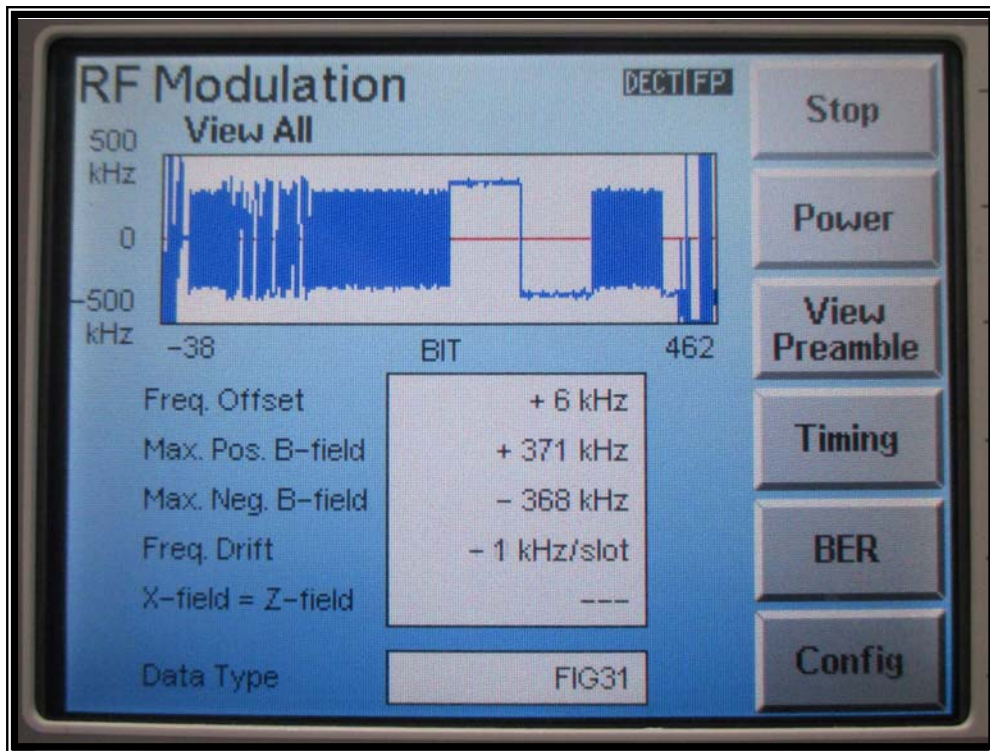 RF Modulation
DECT FP
View All
500
kHz
0
-500
kHz
-38
BIT
462
Freq. Offset
+ 6 kHz
Max. Pos. B-field
+ 371 kHz
Max. Neg. B-field
- 368 kHz
Freq. Drift
- 1 kHz/slot
X-field = Z-field
---
Data Type
FIG31
Stop
Power
View
Preamble
Timing
BER
Config